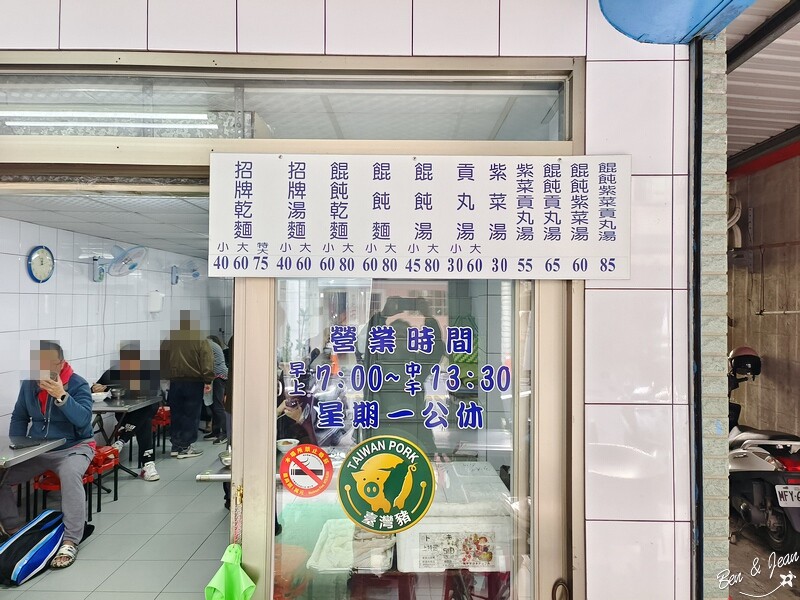 招牌乾麵 小 大 特大 40 60 75
招牌湯麵 小 大 40 60
餛飩乾麵 小 大 60 80
餛飩麵 小 大 60 80
餛飩湯 小 大 45 80
貢丸湯 小 大 30 60
紫菜湯 30
紫菜貢丸湯 55
餛飩貢丸湯 65
餛飩紫菜湯 60
餛飩紫菜貢丸湯 85
營業時間
早上7:00~中午13:30
星期一公休
TAIWAN PORK
臺灣豬
Ben & Jean